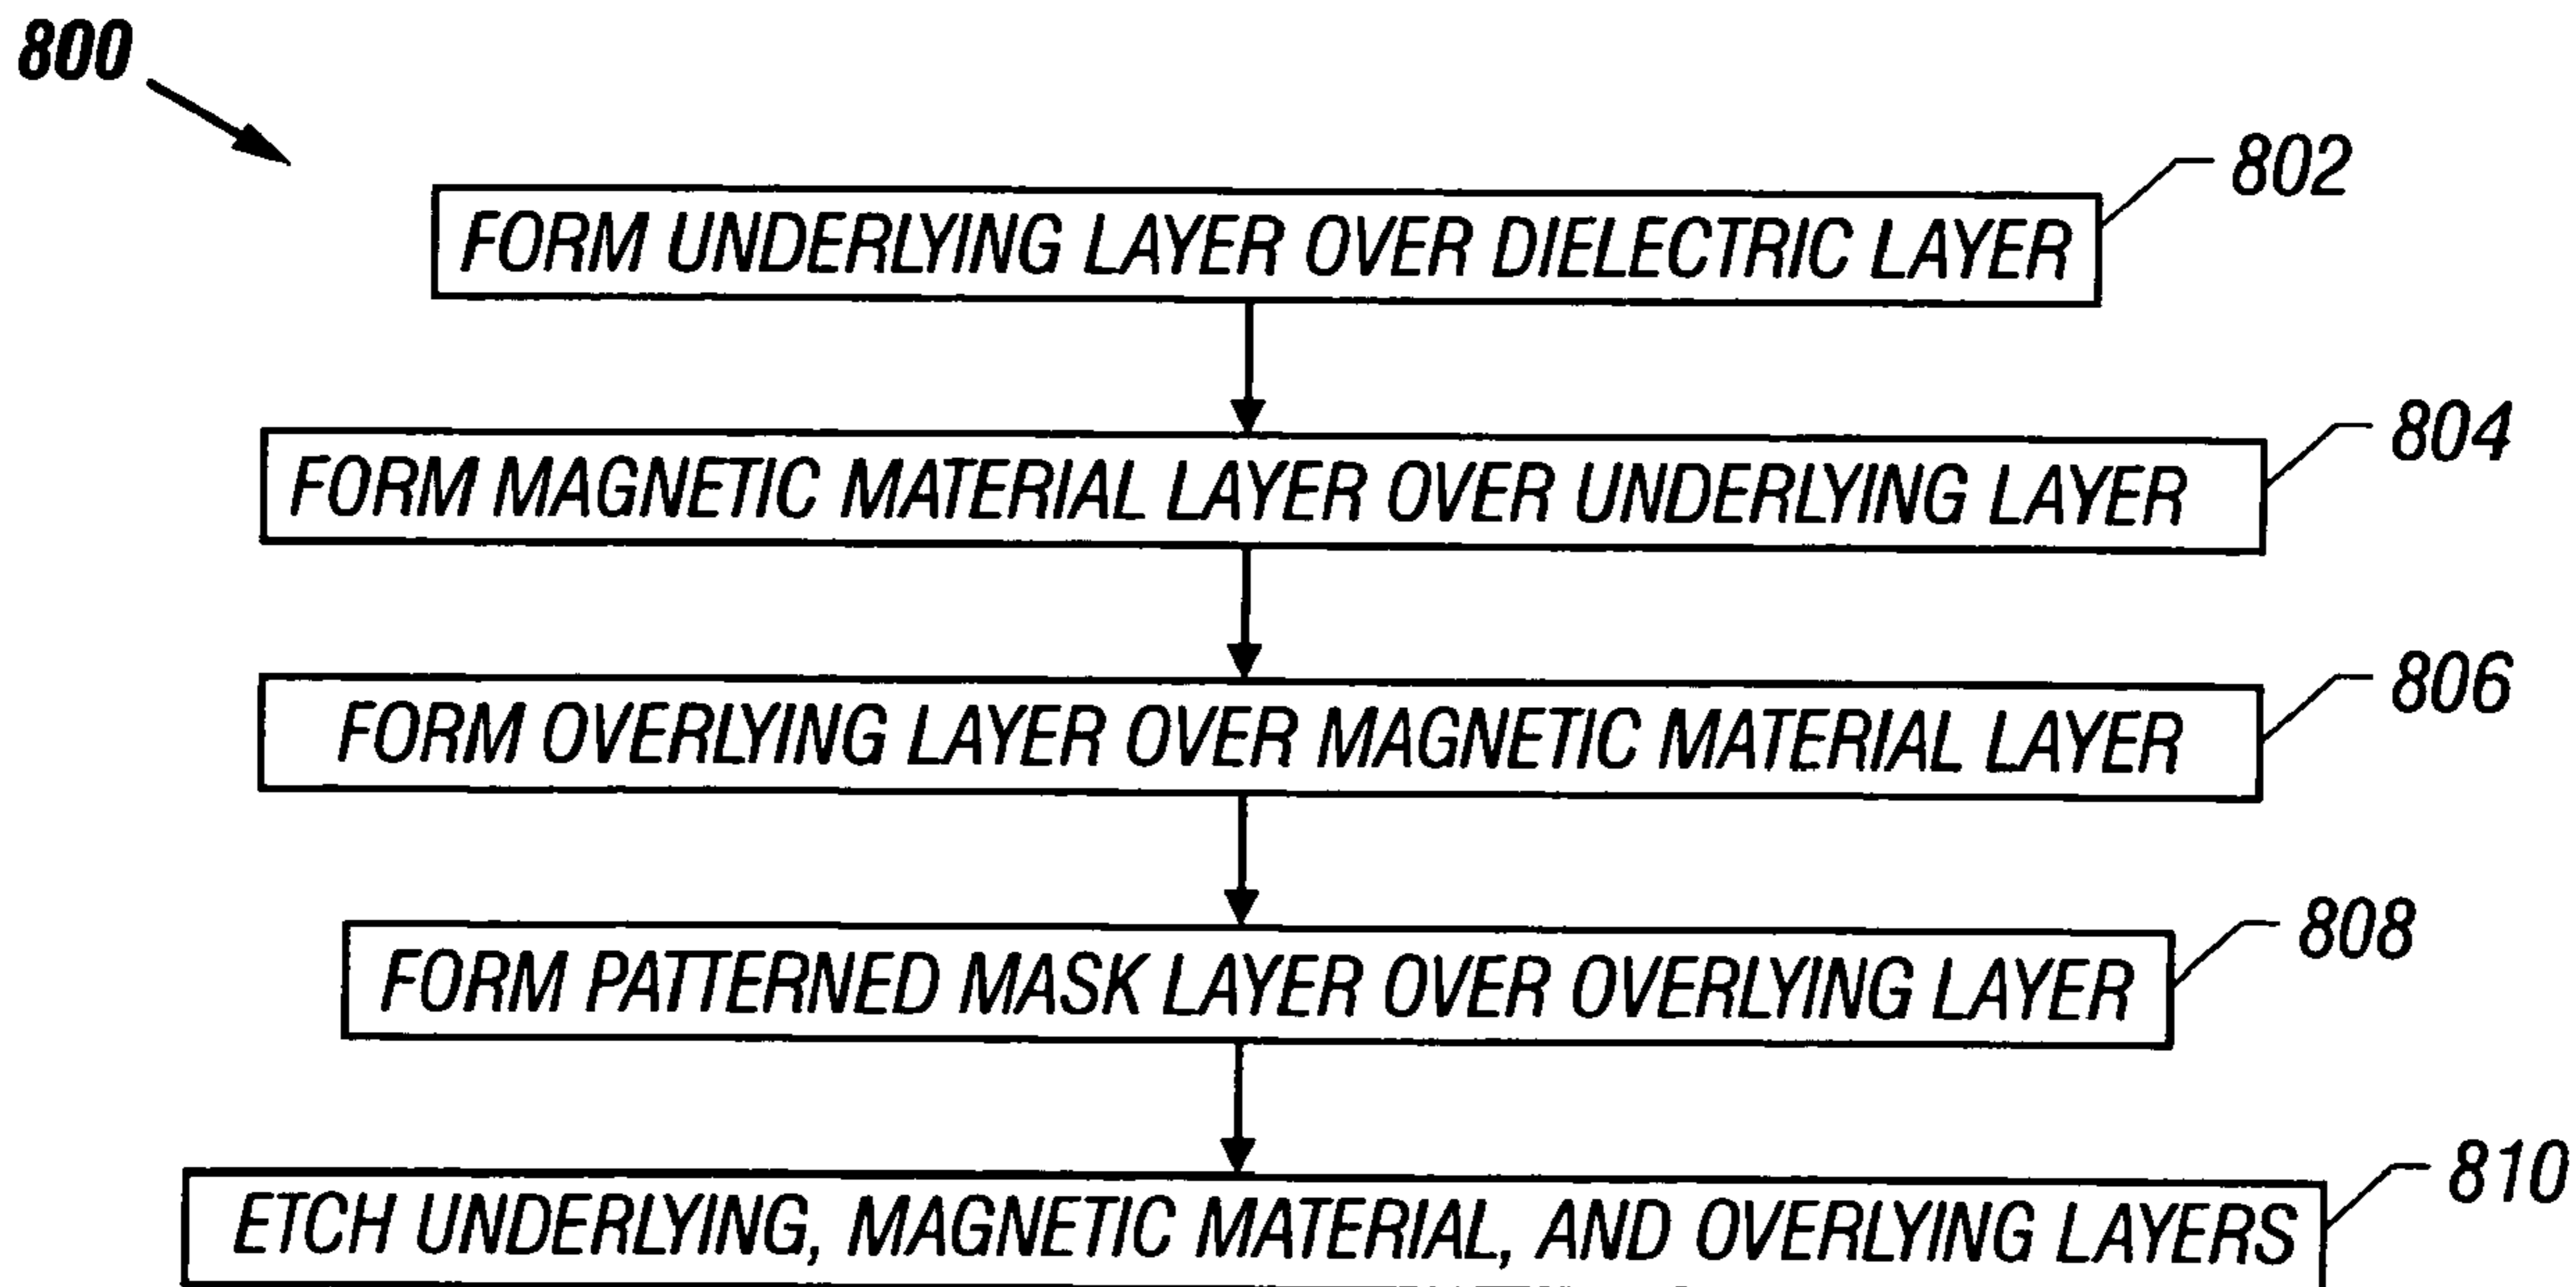 800
802
FORM UNDERLYING LAYER OVER DIELECTRIC LAYER
804
FORM MAGNETIC MATERIAL LAYER OVER UNDERLYING LAYER
806
FORM OVERLYING LAYER OVER MAGNETIC MATERIAL LAYER
808
FORM PATTERNED MASK LAYER OVER OVERLYING LAYER
810
ETCH UNDERLYING, MAGNETIC MATERIAL, AND OVERLYING LAYERS